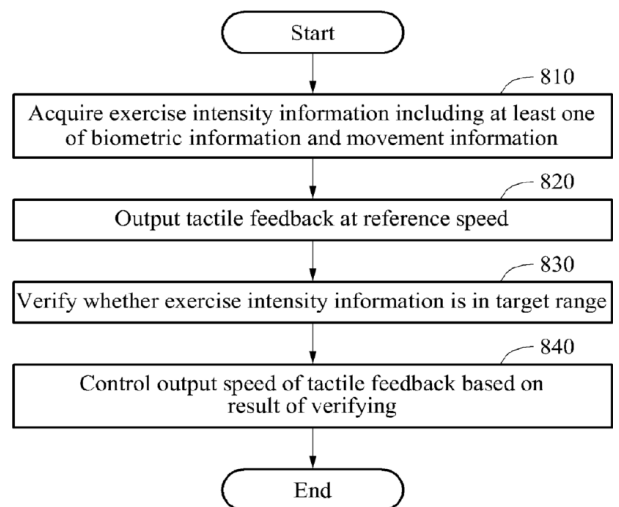 Start
810
Acquire exercise intensity information including at least one
of biometric information and movement information
820
Output tactile feedback at reference speed
830
Verify whether exercise intensity information is in target range
840
Control output speed of tactile feedback based on
result of verifying
End